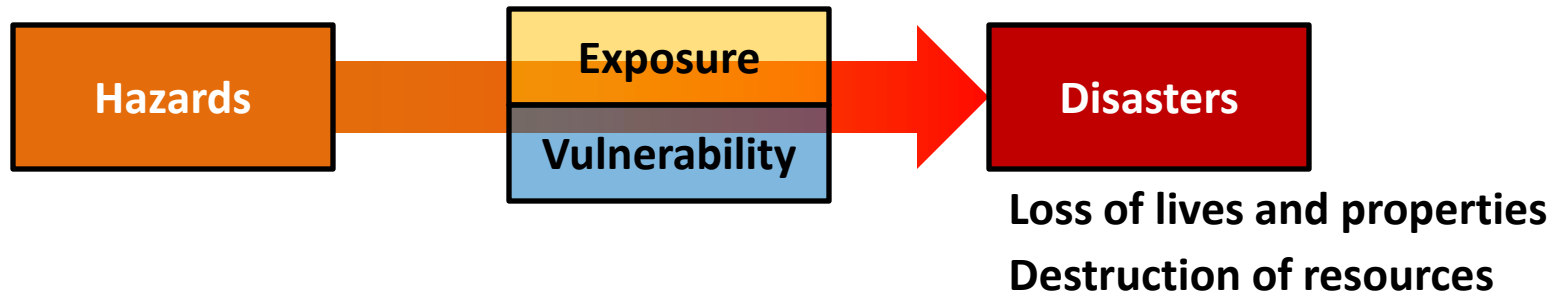 Hazards
Exposure
Vulnerability
Disasters
Loss of lives and properties
Destruction of resources